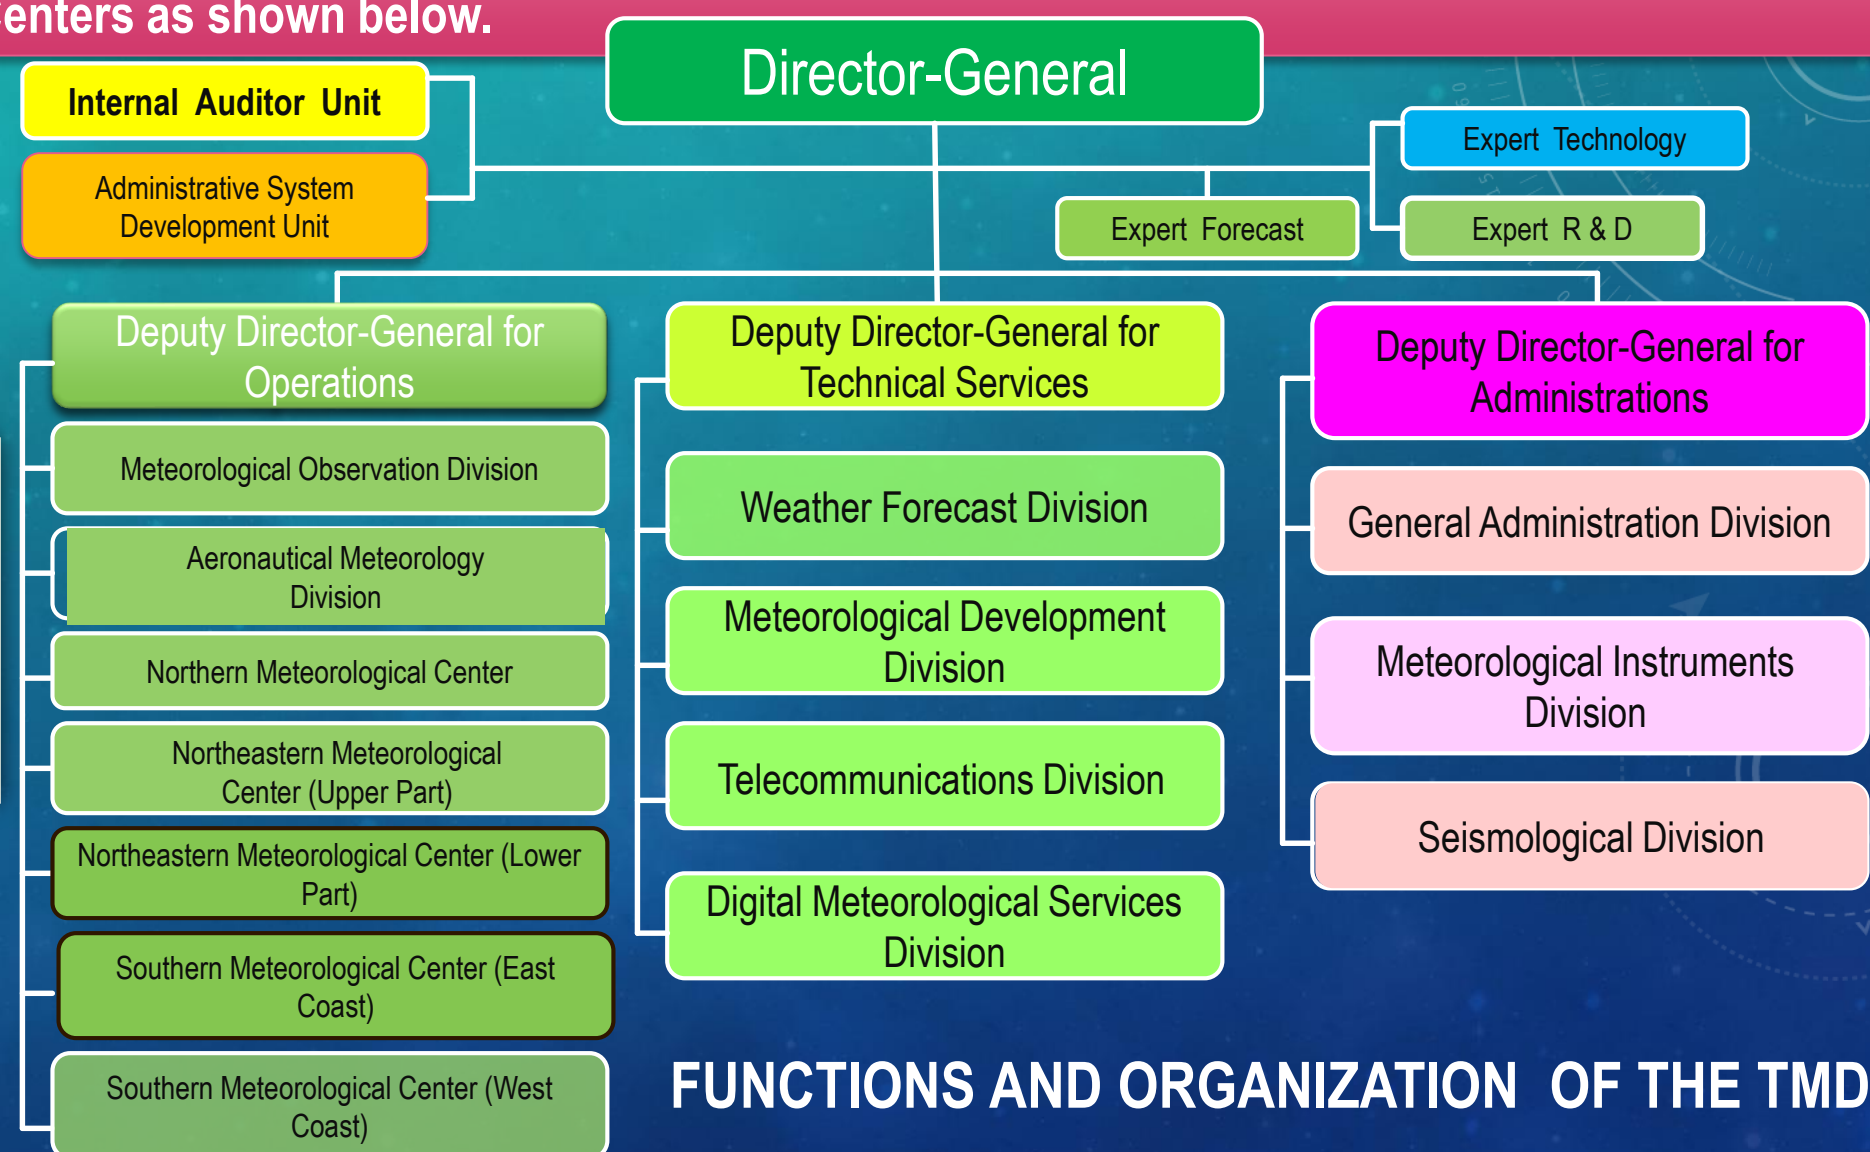 Centers as shown below.
Director-General
Internal Auditor Unit
Administrative System
Development Unit
Expert Technology
Expert Forecast
Expert R & D
Deputy Director-General for
Operations
Meteorological Observation Division
Aeronautical Meteorology
Division
Northern Meteorological Center
Northeastern Meteorological
Center (Upper Part)
Northeastern Meteorological Center (Lower
Part)
Southern Meteorological Center (East
Coast)
Southern Meteorological Center (West
Coast)
Deputy Director-General for
Technical Services
Weather Forecast Division
Meteorological Development
Division
Telecommunications Division
Digital Meteorological Services
Division
Deputy Director-General for
Administrations
General Administration Division
Meteorological Instruments
Division
Seismological Division
FUNCTIONS AND ORGANIZATION OF THE TMD